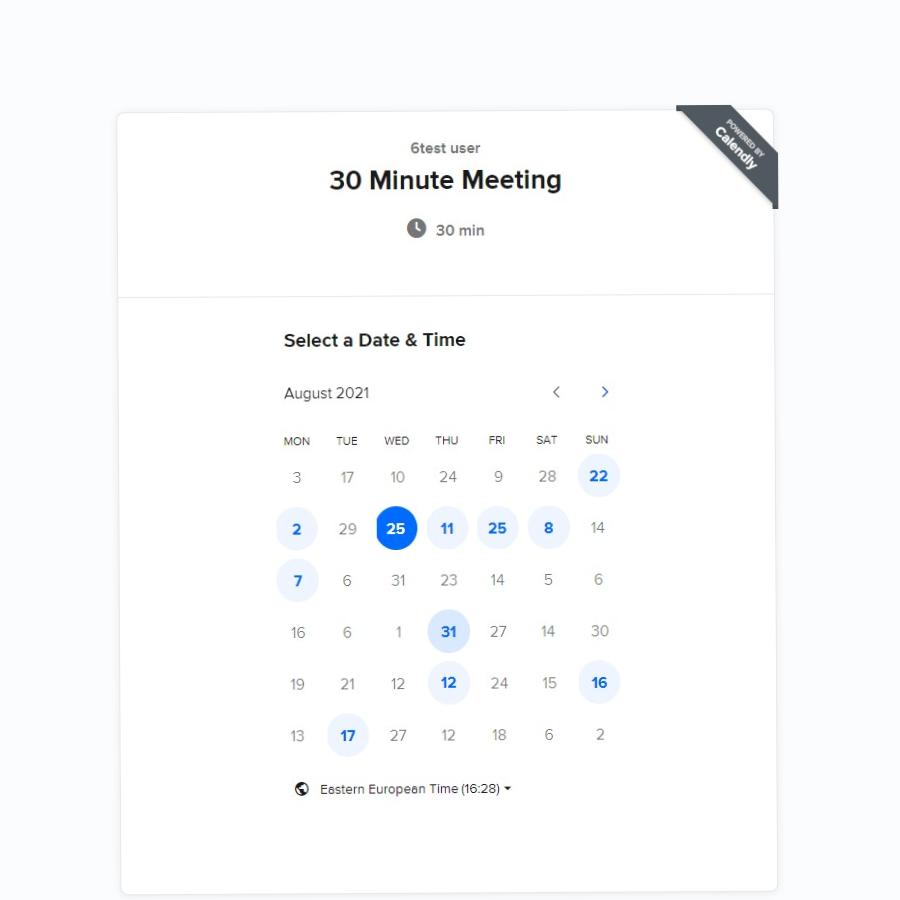 POWERED BY
Calendly
6test user
30 Minute Meeting
30 min
Select a Date & Time
August 2021
MON TUE WED THU FRI SAT SUN
3 17 10 24 9 28 22
2 29 25 11 25 8 14
7 6 31 23 14 5 6
16 6 1 31 27 14 30
19 21 12 12 24 15 16
13 17 27 12 18 6 2
Eastern European Time (16:28)